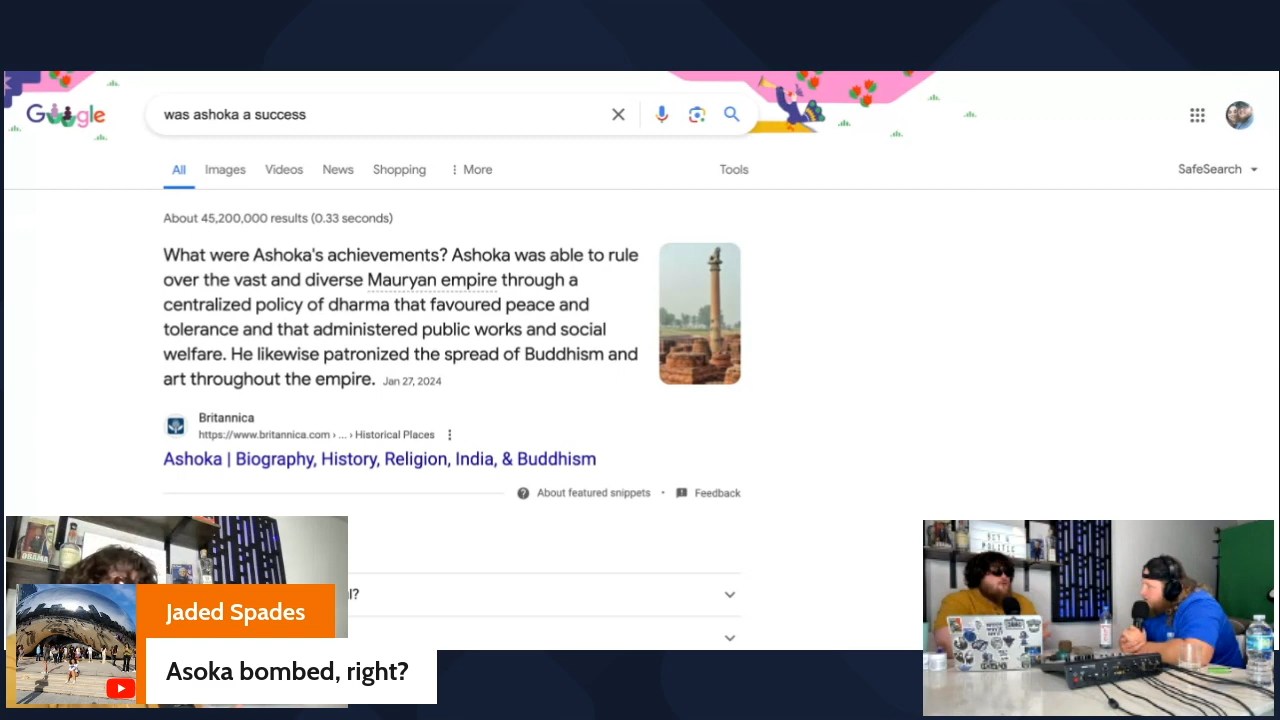 Google
was ashoka a success
All Images Videos News Shopping More Tools SafeSearch
About 45,200,000 results (0.33 seconds)
What were Ashoka's achievements? Ashoka was able to rule
over the vast and diverse Mauryan empire through a
centralized policy of dharma that favoured peace and
tolerance and that administered public works and social
welfare. He likewise patronized the spread of Buddhism and
art throughout the empire. Jan 27, 2024
Britannica
https://www.britannica.com › ... › Historical Places
Ashoka | Biography, History, Religion, India, & Buddhism
About featured snippets • Feedback
l?
OBAMA
Jaded Spades
Asoka bombed, right?